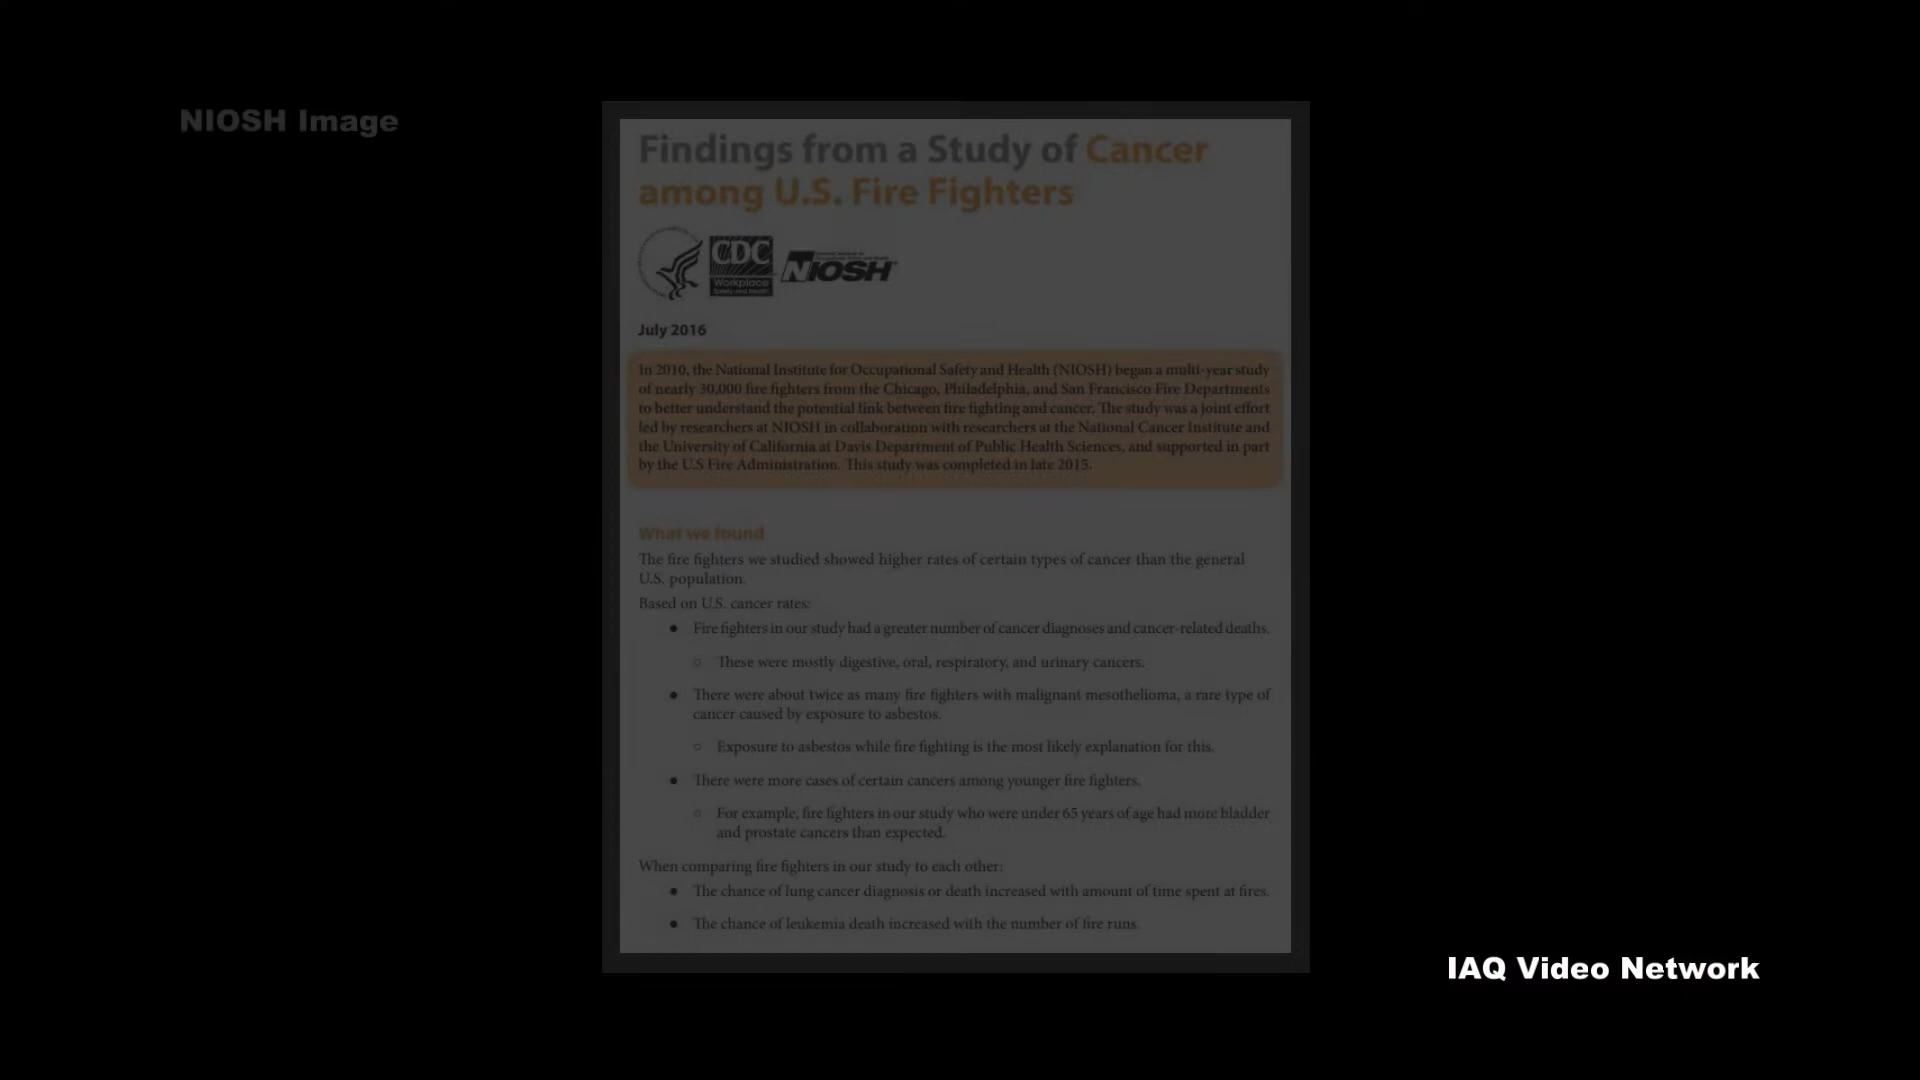 NIOSH Image
Findings from a Study of Cancer
among U.S. Fire Fighters
CDC
Workplace
Safety and Health
NIOSH
July 2016
In 2010, the National Institute for Occupational Safety and Health (NIOSH) began a multi-year study
of nearly 30,000 fire fighters from the Chicago, Philadelphia, and San Francisco Fire Departments
to better understand the potential link between fire fighting and cancer. The study was a joint effort
led by researchers at NIOSH in collaboration with researchers at the National Cancer Institute and
the University of California at Davis Department of Public Health Sciences, and supported in part
by the U.S Fire Administration. This study was completed in late 2015.
What we found
The fire fighters we studied showed higher rates of certain types of cancer than the general
U.S. population.
Based on U.S. cancer rates:
● Fire fighters in our study had a greater number of cancer diagnoses and cancer-related deaths.
○ These were mostly digestive, oral, respiratory, and urinary cancers.
● There were about twice as many fire fighters with malignant mesothelioma, a rare type of
cancer caused by exposure to asbestos.
○ Exposure to asbestos while fire fighting is the most likely explanation for this.
● There were more cases of certain cancers among younger fire fighters.
○ For example, fire fighters in our study who were under 65 years of age had more bladder
and prostate cancers than expected.
When comparing fire fighters in our study to each other:
● The chance of lung cancer diagnosis or death increased with amount of time spent at fires.
● The chance of leukemia death increased with the number of fire runs.
IAQ Video Network